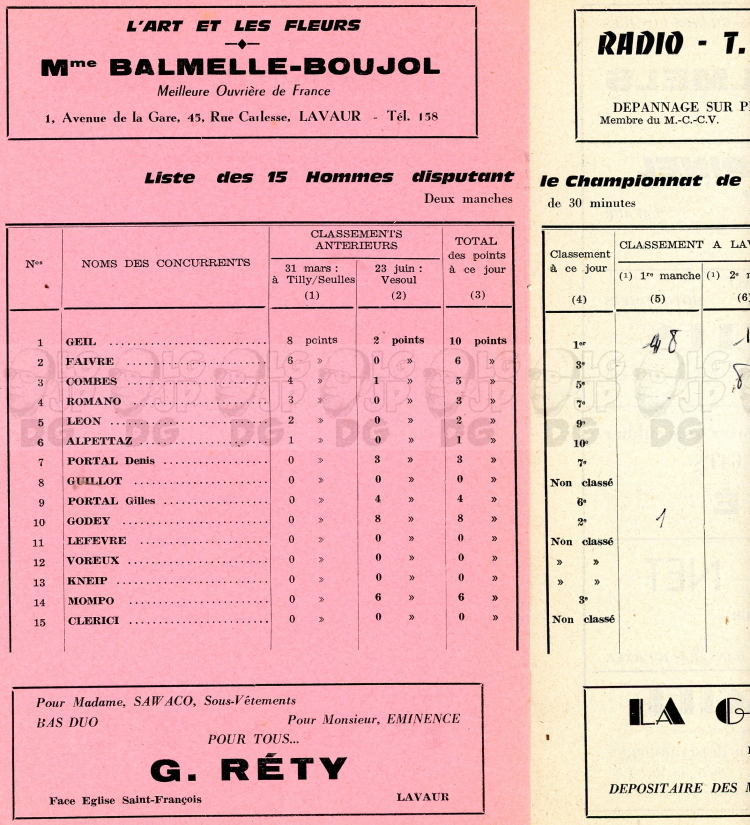 L'ART ET LES FLEURS
Mme BALMELLE-BOUJOL
Meilleure Ouvrière de France
1, Avenue de la Gare, 45, Rue Carlesse, LAVAUR - Tél. 158
RADIO - T.
DEPANNAGE SUR
Membre du M.-C.-C.V.
Liste des 15 Hommes disputant le Championnat de
Deux manches de 30 minutes
Nos
NOMS DES CONCURRENTS
CLASSEMENTS ANTERIEURS
31 mars : à Tilly/Seulles (1)
23 juin : Vesoul (2)
TOTAL des points à ce jour (3)
Classement à ce jour (4)
CLASSEMENT A
(1) 1re manche (5)
(1) 2e
1 GEIL 8 points 2 points 10 points 1er 8
2 FAIVRE 6 » 0 » 6 » 3e
3 COMBES 4 » 1 » 5 » 5e 8
4 ROMANO 3 » 0 » 3 » 7e
5 LEON 2 » 0 » 2 » 9e
6 ALPETTAZ 1 » 0 » 1 » 10e
7 PORTAL Denis 0 » 3 » 3 » 7e
8 GUILLOT 0 » 0 » 0 » Non classé
9 PORTAL Gilles 0 » 4 » 4 » 6e
10 GODEY 0 » 8 » 8 » 2e 1
11 LEFEVRE 0 » 0 » 0 » Non classé
12 VOREUX 0 » 0 » 0 » » »
13 KNEIP 0 » 0 » 0 » » »
14 MOMPO 0 » 6 » 6 » 3e
15 CLERICI 0 » 0 » 0 » Non classé
Pour Madame, SAWACO, Sous-Vêtements
BAS DUO Pour Monsieur, EMINENCE
POUR TOUS...
G. RÉTY
Face Eglise Saint-François LAVAUR
LA G
DEPOSITAIRE DES